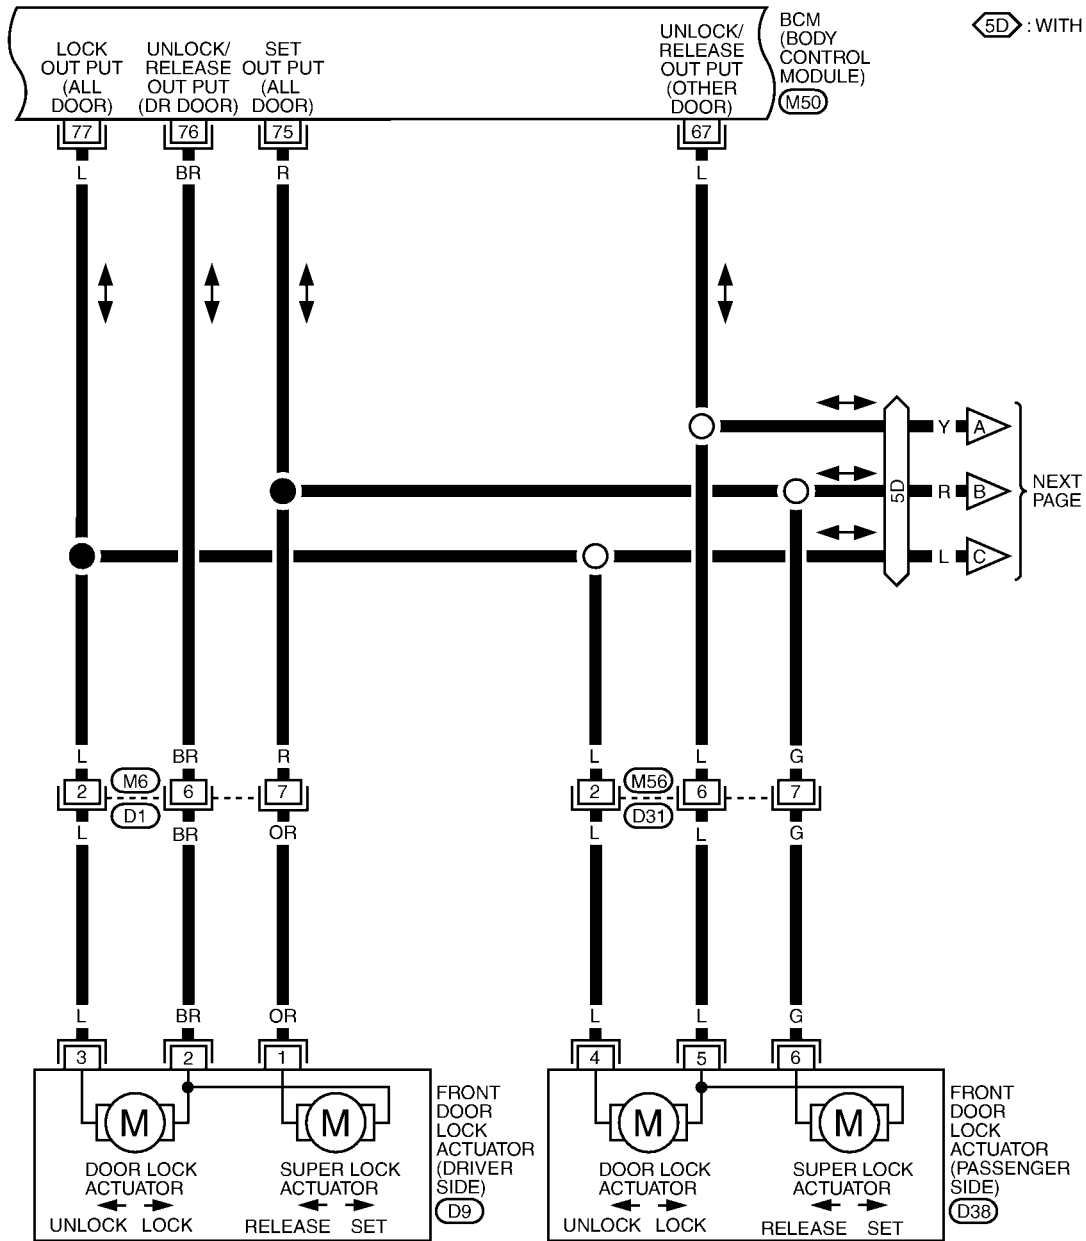 LOCK
OUT PUT
(ALL
DOOR)
UNLOCK/
RELEASE
OUT PUT
(DR DOOR)
SET
OUT PUT
(ALL
DOOR)
UNLOCK/
RELEASE
OUT PUT
(OTHER
DOOR)
BCM
(BODY
CONTROL
MODULE)
M50
5D : WITH
77 76 75 67
L BR R L
Y A
R B
L C
5D
NEXT
PAGE
L BR R L L G
2 M6 6 7 2 M56 6 7
D1 D31
L BR OR L L G
L BR OR L L G
3 2 1 4 5 6
M M M M
FRONT
DOOR
LOCK
ACTUATOR
(DRIVER
SIDE)
D9
DOOR LOCK
ACTUATOR
UNLOCK LOCK
SUPER LOCK
ACTUATOR
RELEASE SET
DOOR LOCK
ACTUATOR
UNLOCK LOCK
SUPER LOCK
ACTUATOR
RELEASE SET
FRONT
DOOR
LOCK
ACTUATOR
(PASSENGER
SIDE)
D38